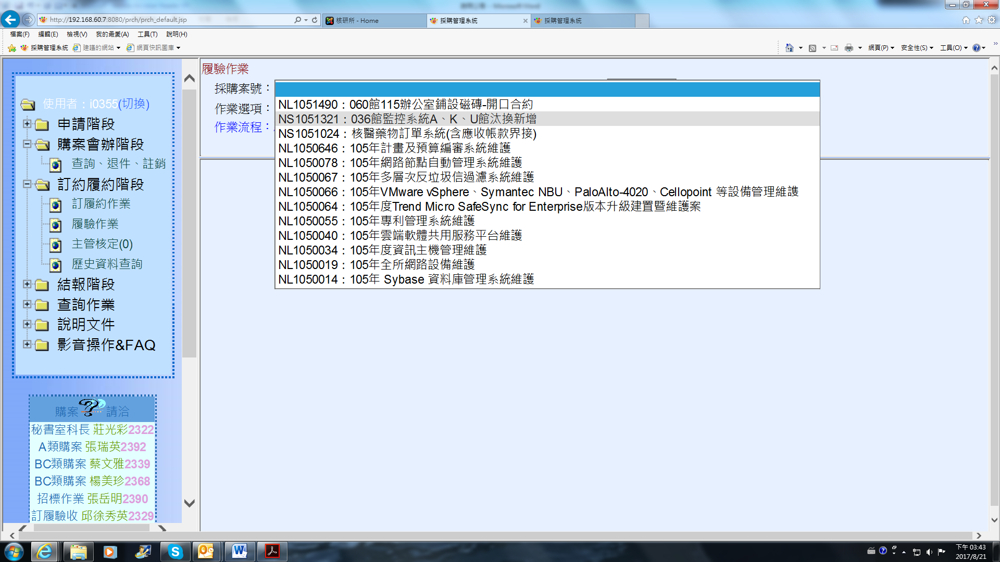 http://192.168.60.7:8080/prch/prch_default.jsp
核研所 - Home
採購管理系統
採購管理系統
檔案(F) 編輯(E) 檢視(V) 我的最愛(A) 工具(T) 說明(H)
採購管理系統 建議的網站 網頁快訊圖庫
網頁(P) 安全性(S) 工具(O)
使用者：i0355(切換)
申請階段
購案會辦階段
查詢、退件、註銷
訂約履約階段
訂履約作業
履驗作業
主管核定(0)
歷史資料查詢
結報階段
查詢作業
說明文件
影音操作&FAQ
購案 請洽
秘書室科長 莊光彩2322
A類購案 張瑞英2392
BC類購案 蔡文雅2339
BC類購案 楊美珍2368
招標作業 張岳明2390
訂履驗收 邱徐秀英2329
履驗作業
採購案號：
作業選項：
作業流程：
NL1051490：060館115辦公室鋪設磁磚-開口合約
NS1051321：036館監控系統A、K、U館汰換新增
NS1051024：核醫藥物訂單系統(含應收帳款界接)
NL1050646：105年計畫及預算編審系統維護
NL1050078：105年網路節點自動管理系統維護
NL1050067：105年多層次反垃圾信過濾系統維護
NL1050066：105年VMware vSphere、Symantec NBU、PaloAlto-4020、Cellopoint 等設備管理維護
NL1050064：105年度Trend Micro SafeSync for Enterprise版本升級建置暨維護案
NL1050055：105年專利管理系統維護
NL1050040：105年雲端軟體共用服務平台維護
NL1050034：105年度資訊主機管理維護
NL1050019：105年全所網路設備維護
NL1050014：105年 Sybase 資料庫管理系統維護
下午 03:43
2017/8/21